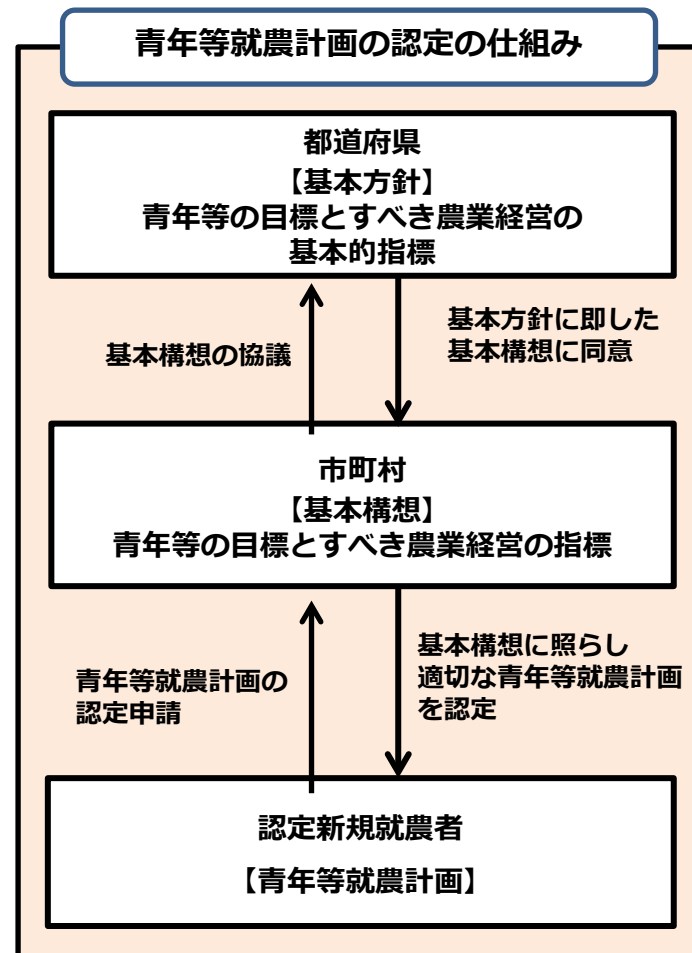 青年等就農計画の認定の仕組み
都道府県
【基本方針】
青年等の目標とすべき農業経営の
基本的指標
基本構想の協議
基本方針に即した
基本構想に同意
市町村
【基本構想】
青年等の目標とすべき農業経営の指標
青年等就農計画の
認定申請
基本構想に照らし
適切な青年等就農計画
を認定
認定新規就農者
【青年等就農計画】